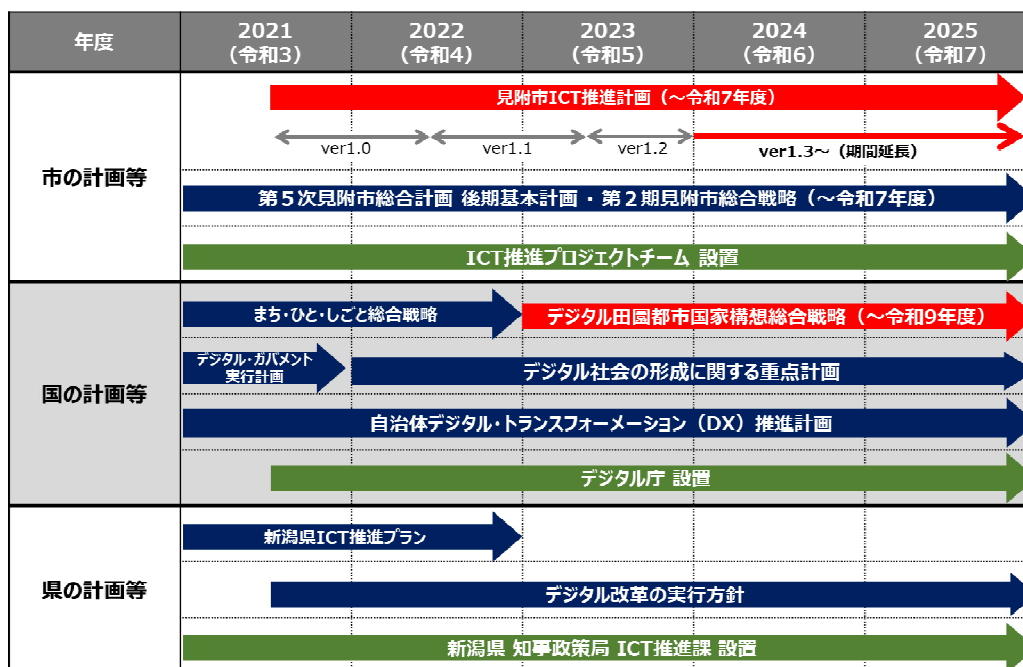 年度
2021
(令和3)
2022
(令和4)
2023
(令和5)
2024
(令和6)
2025
(令和7)
市の計画等
見附市ICT推進計画(~令和7年度)
ver1.0
ver1.1
ver1.2
ver1.3~(期間延長)
第5次見附市総合計画 後期基本計画・第2期見附市総合戦略(~令和7年度)
ICT推進プロジェクトチーム 設置
国の計画等
まち・ひと・しごと総合戦略
デジタル田園都市国家構想総合戦略(~令和9年度)
デジタル・ガバメント
実行計画
デジタル社会の形成に関する重点計画
自治体デジタル・トランスフォーメーション(DX)推進計画
デジタル庁 設置
県の計画等
新潟県ICT推進プラン
デジタル改革の実行方針
新潟県 知事政策局 ICT推進課 設置